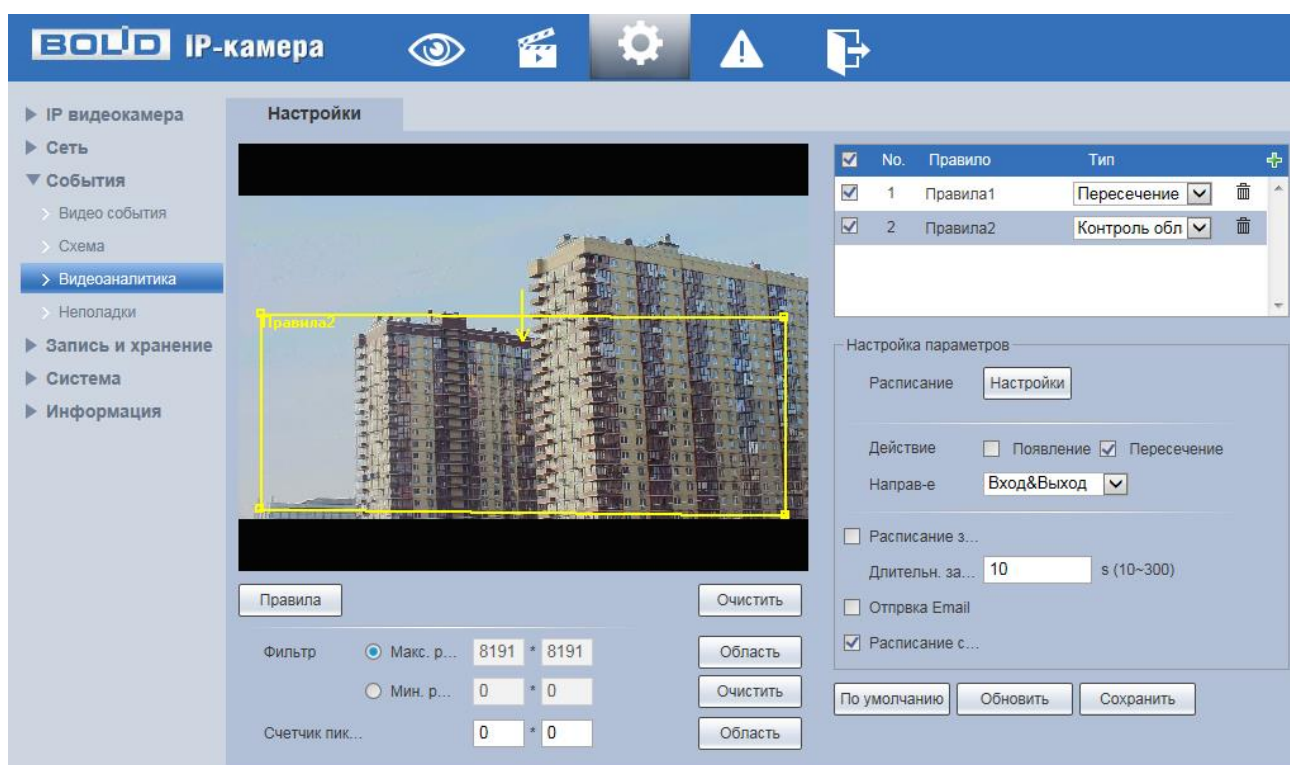 BOLID IP-камера
IP видеокамера
Сеть
События
Видео события
Схема
Видеоаналитика
Неполадки
Запись и хранение
Система
Информация
Настройки
Правила2
Правила
Очистить
Фильтр Макс. р... 8191 * 8191 Область
Мин. р... 0 * 0 Очистить
Счетчик пик... 0 * 0 Область
No. Правило Тип
1 Правила1 Пересечение
2 Правила2 Контроль обл
Настройка параметров
Расписание Настройки
Действие Появление Пересечение
Направ-е Вход&Выход
Расписание з...
Длительн. за... 10 s (10~300)
Отпрвка Email
Расписание с...
По умолчанию Обновить Сохранить